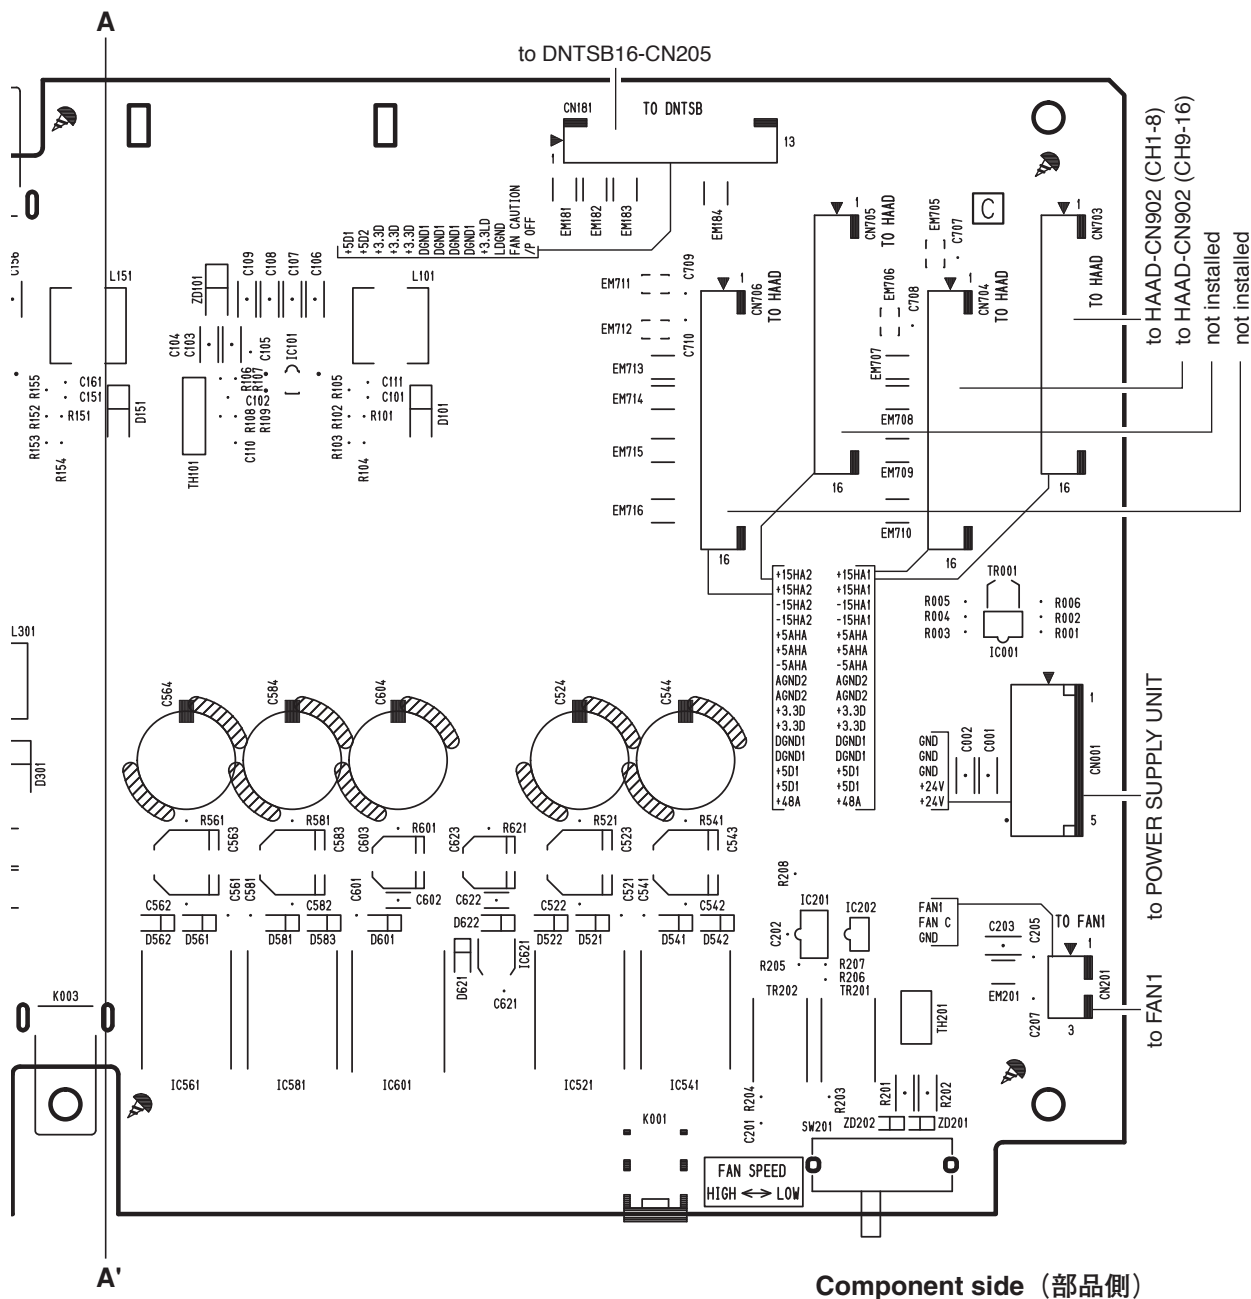 A
to DNTSB16-CN205
CN181
TO DNTSB
1
13
EM181
EM182
EM183
EM184
+5D1
+5D2
+3.3D
+3.3D
+3.3D
DGND1
DGND1
DGND1
DGND1
+3.3LD
LDGND
FAN CAUTION
/P OFF
to HAAD-CN902 (CH1-8)
to HAAD-CN902 (CH9-16)
not installed
not installed
C
1
CN705
TO HAAD
16
EM705
C707
1
CN703
TO HAAD
16
1
CN706
TO HAAD
16
EM706
C708
1
CN704
TO HAAD
16
EM711
C709
EM712
C710
EM713
EM714
EM715
EM716
EM707
EM708
EM709
EM710
C156
L151
ZD101
C109
C108
C107
C106
L101
C104
C103
C105
IC101
R155
C161
C151
R152
R151
R153
R154
D151
TH101
R106
R107
C102
R108
R109
C110
R105
C111
C101
R102
R101
R103
R104
D101
+15HA2
+15HA2
-15HA2
-15HA2
+5AHA
+5AHA
-5AHA
AGND2
AGND2
+3.3D
+3.3D
DGND1
DGND1
+5D1
+5D1
+48A
+15HA1
+15HA1
-15HA1
-15HA1
+5AHA
+5AHA
-5AHA
AGND2
AGND2
+3.3D
+3.3D
DGND1
DGND1
+5D1
+5D1
+48A
TR001
R005
R004
R003
R006
R002
R001
IC001
L301
D301
C564
C584
C604
C524
C544
GND
GND
GND
+24V
+24V
C002
C001
1
CN001
5
to POWER SUPPLY UNIT
R561
C563
R581
C583
C603
R601
C623
R621
R521
C523
R541
C543
C562
C561
C581
C582
C601
C602
C622
C522
C521
C541
C542
D562
D561
D581
D583
D601
D622
D522
D521
D541
D542
D621
IC621
C621
R208
IC201
IC202
C202
R205
R207
R206
TR202
TR201
FAN1
FAN C
GND
C203
C205
TO FAN1
1
CN201
3
EM201
C207
TH201
to FAN1
K003
IC561
IC581
IC601
IC521
IC541
K001
R204
C201
R203
SW201
R201
R202
ZD202
ZD201
FAN SPEED
HIGH ⟷ LOW
A'
Component side（部品側）